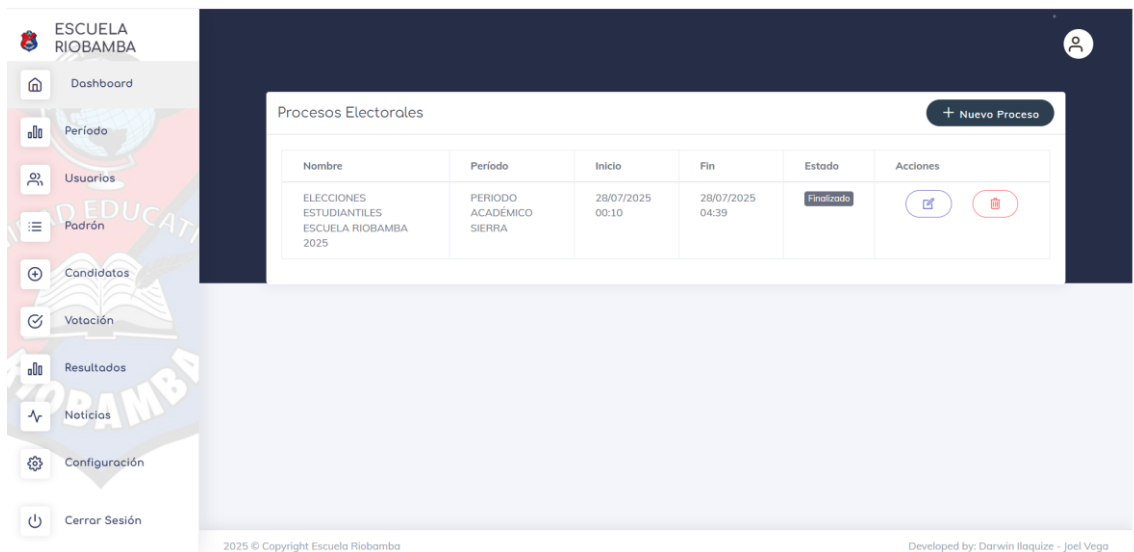 ESCUELA
RIOBAMBA
Dashboard
Período
Usuarios
Padrón
Candidatos
Votación
Resultados
Noticias
Configuración
Cerrar Sesión
Procesos Electorales
+ Nuevo Proceso
Nombre Período Inicio Fin Estado Acciones
ELECCIONES PERIODO 28/07/2025 28/07/2025 Finalizado
ESTUDIANTILES ACADÉMICO 00:10 04:39
ESCUELA RIOBAMBA SIERRA
2025
2025 © Copyright Escuela Riobamba
Developed by: Darwin Ilaquize - Joel Vega